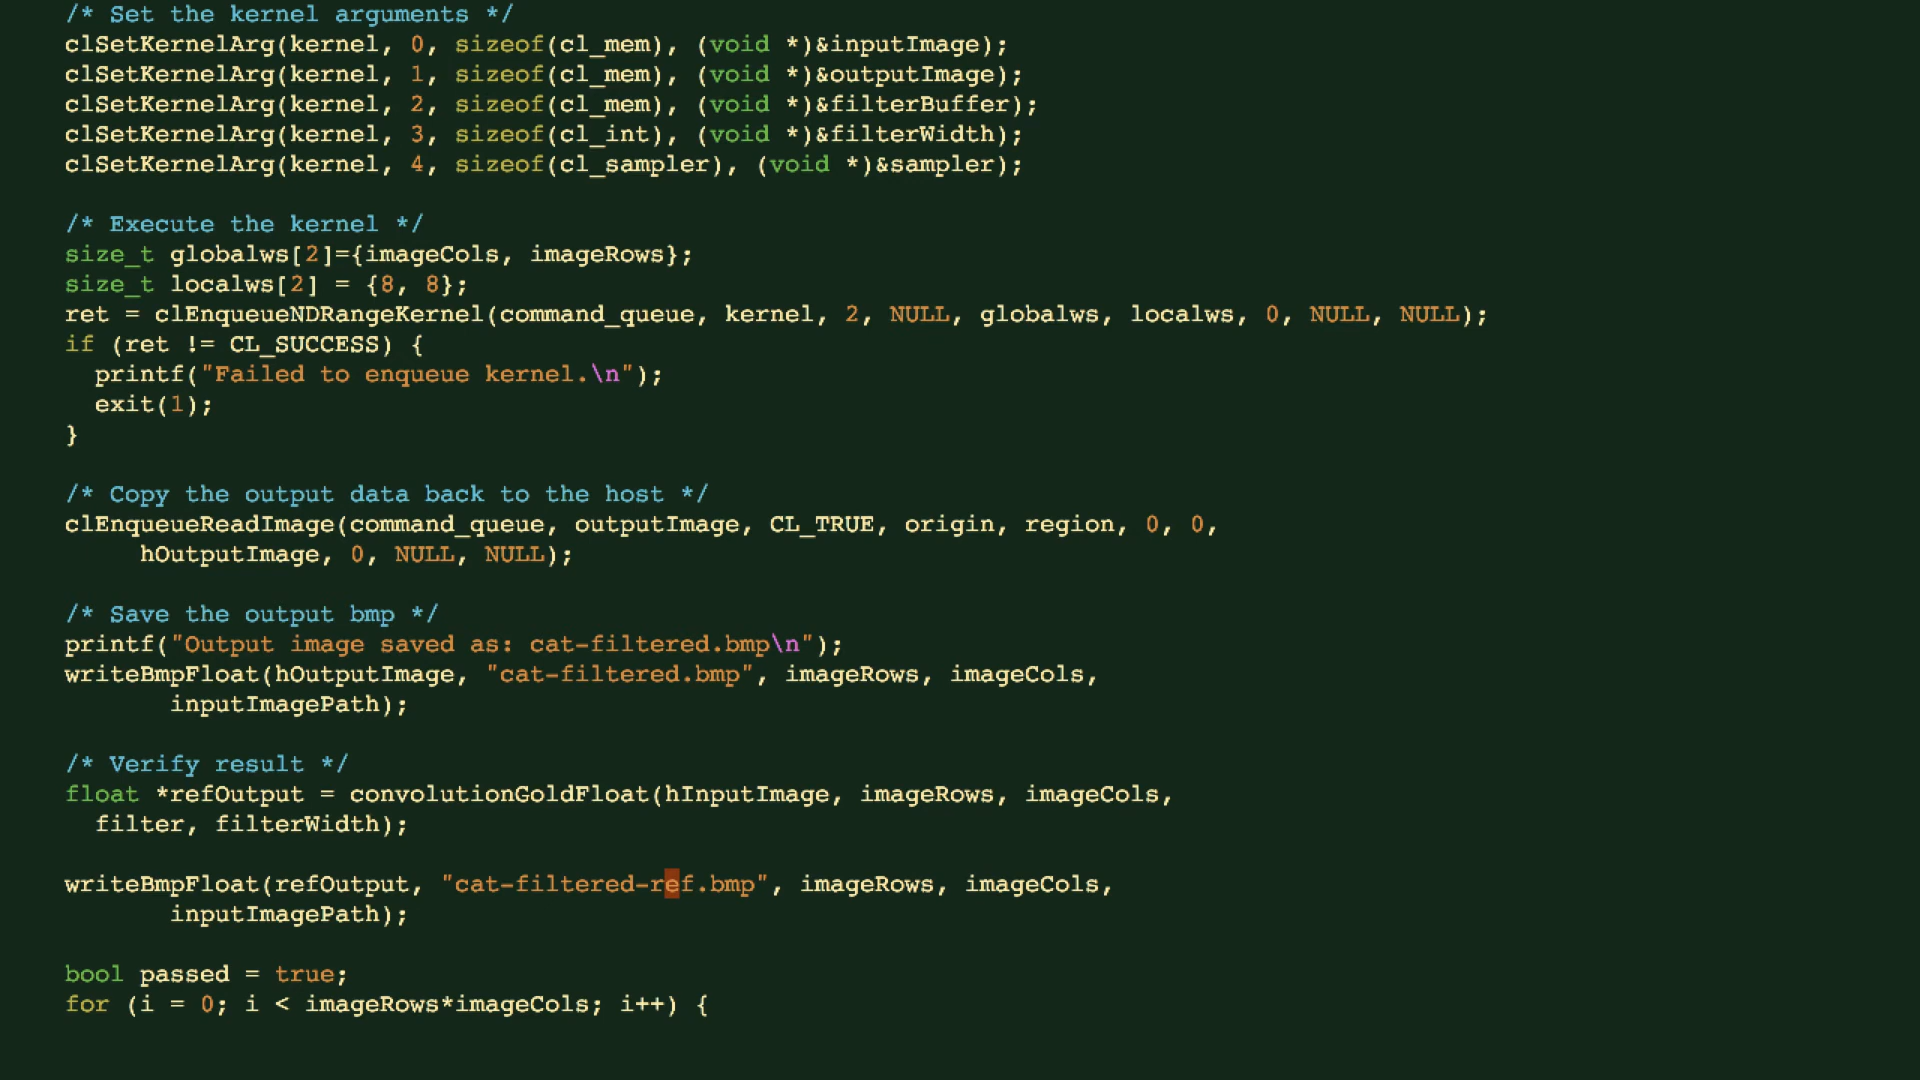 /* Set the kernel arguments */
clSetKernelArg(kernel, 0, sizeof(cl_mem), (void *)&inputImage);
clSetKernelArg(kernel, 1, sizeof(cl_mem), (void *)&outputImage);
clSetKernelArg(kernel, 2, sizeof(cl_mem), (void *)&filterBuffer);
clSetKernelArg(kernel, 3, sizeof(cl_int), (void *)&filterWidth);
clSetKernelArg(kernel, 4, sizeof(cl_sampler), (void *)&sampler);

/* Execute the kernel */
size_t globalws[2]={imageCols, imageRows};
size_t localws[2] = {8, 8};
ret = clEnqueueNDRangeKernel(command_queue, kernel, 2, NULL, globalws, localws, 0, NULL, NULL);
if (ret != CL_SUCCESS) {
  printf("Failed to enqueue kernel.\n");
  exit(1);
}

/* Copy the output data back to the host */
clEnqueueReadImage(command_queue, outputImage, CL_TRUE, origin, region, 0, 0,
     hOutputImage, 0, NULL, NULL);

/* Save the output bmp */
printf("Output image saved as: cat-filtered.bmp\n");
writeBmpFloat(hOutputImage, "cat-filtered.bmp", imageRows, imageCols,
       inputImagePath);

/* Verify result */
float *refOutput = convolutionGoldFloat(hInputImage, imageRows, imageCols,
  filter, filterWidth);

writeBmpFloat(refOutput, "cat-filtered-ref.bmp", imageRows, imageCols,
       inputImagePath);

bool passed = true;
for (i = 0; i < imageRows*imageCols; i++) {